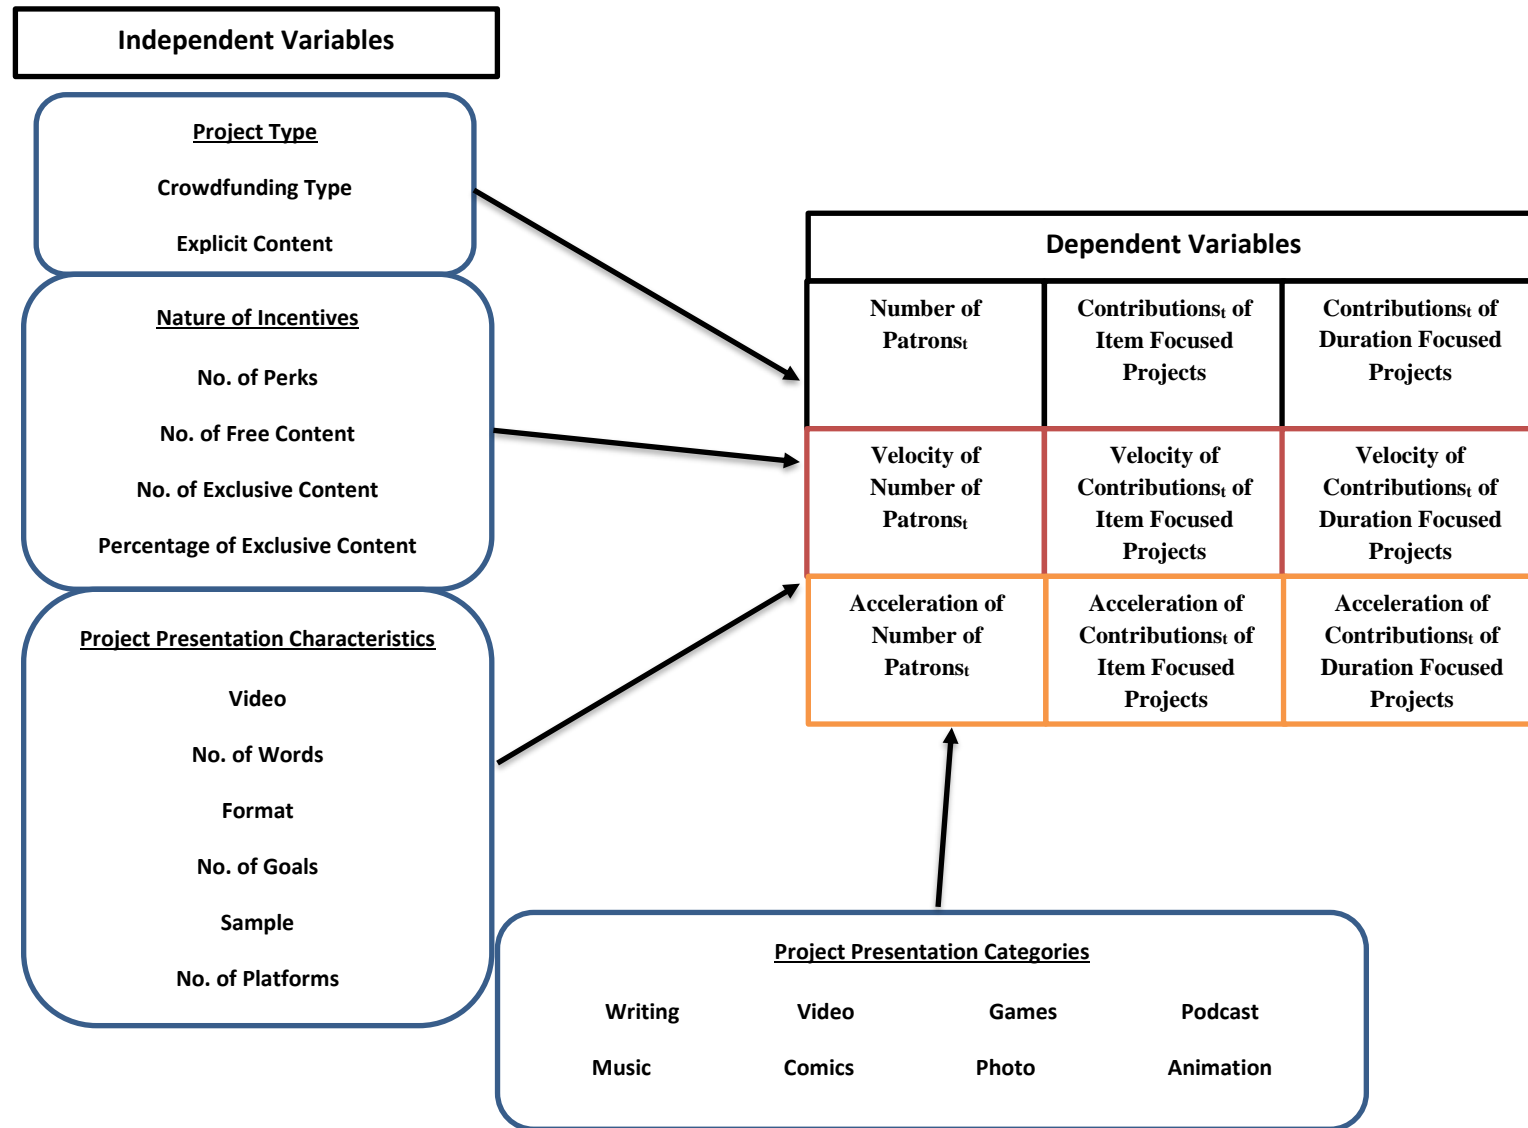 Independent Variables
Project Type
Crowdfunding Type
Explicit Content
Nature of Incentives
No. of Perks
No. of Free Content
No. of Exclusive Content
Percentage of Exclusive Content
Project Presentation Characteristics
Video
No. of Words
Format
No. of Goals
Sample
No. of Platforms
Dependent Variables
Number of
Patronsₜ
Contributionsₜ of
Item Focused
Projects
Contributionsₜ of
Duration Focused
Projects
Velocity of
Number of
Patronsₜ
Velocity of
Contributionsₜ of
Item Focused
Projects
Velocity of
Contributionsₜ of
Duration Focused
Projects
Acceleration of
Number of
Patronsₜ
Acceleration of
Contributionsₜ of
Item Focused
Projects
Acceleration of
Contributionsₜ of
Duration Focused
Projects
Project Presentation Categories
Writing Video Games Podcast
Music Comics Photo Animation